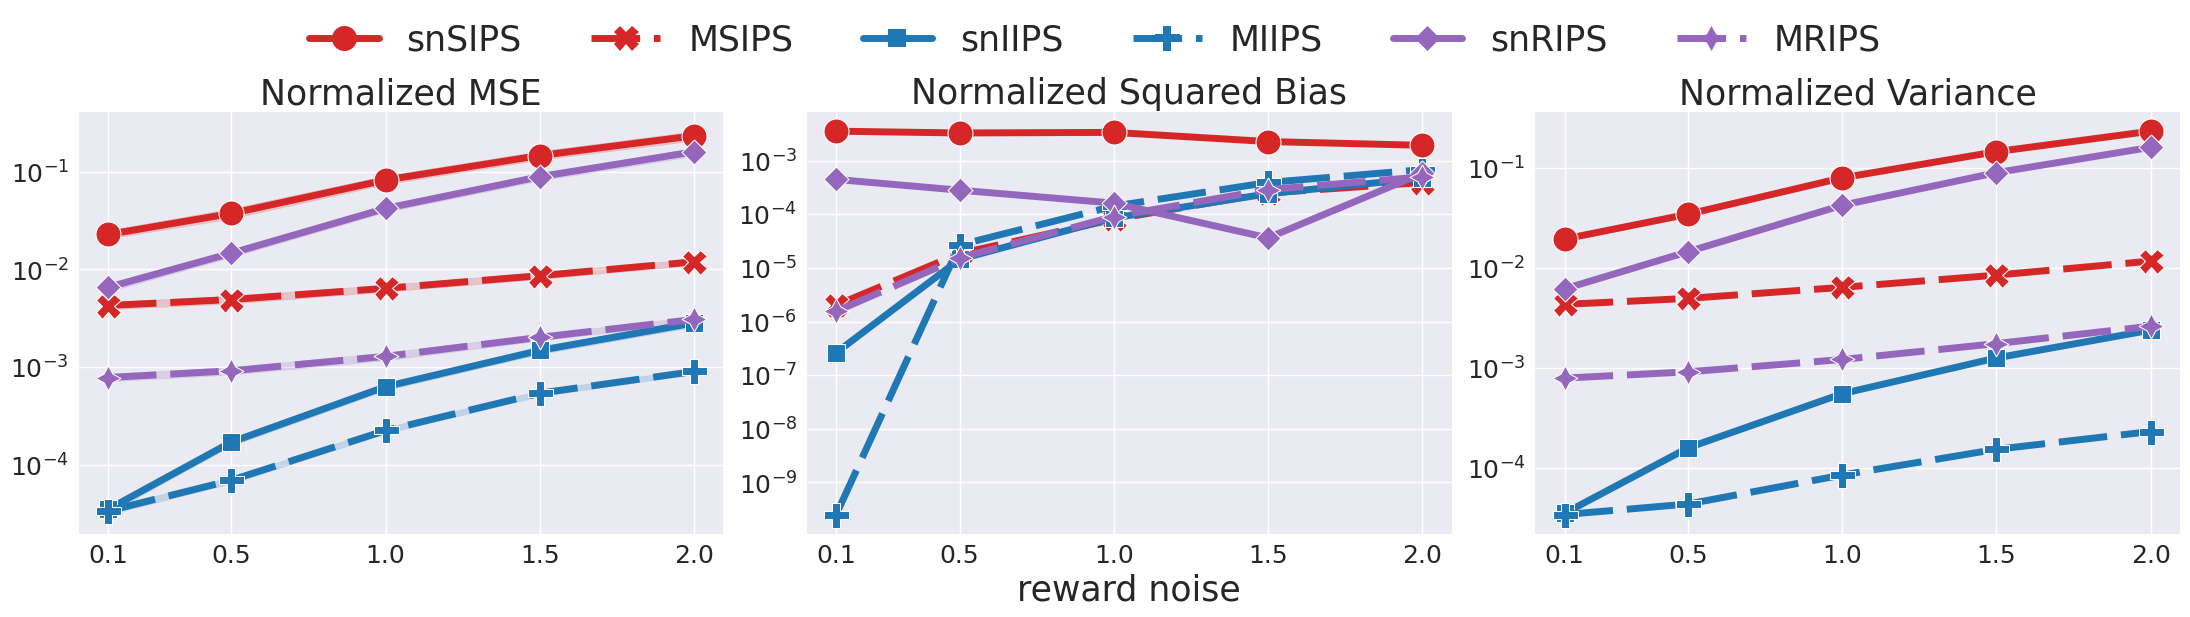 snSIPS MSIPS snIIPS MIIPS snRIPS MRIPS
Normalized MSE
10⁻¹
10⁻²
10⁻³
10⁻⁴
0.1 0.5 1.0 1.5 2.0
Normalized Squared Bias
10⁻³
10⁻⁴
10⁻⁵
10⁻⁶
10⁻⁷
10⁻⁸
10⁻⁹
0.1 0.5 1.0 1.5 2.0
Normalized Variance
10⁻¹
10⁻²
10⁻³
10⁻⁴
0.1 0.5 1.0 1.5 2.0
reward noise